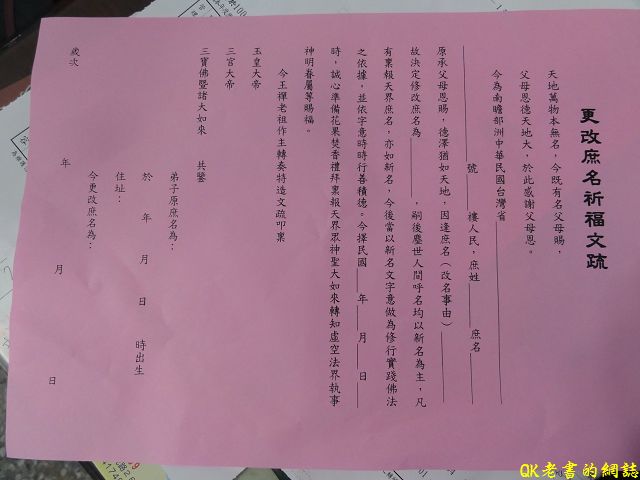 更改庶名祈福文疏
天地萬物本無名，今既有名父母賜，
父母恩德天地大，於此感謝父母恩。
今為南瞻部洲中華民國台灣省
號 樓人民，庶姓 庶名
原承父母恩賜，德澤猶如天地，因逢庶名（改名事由）
故決定修改庶名為 ，嗣後塵世人間呼名均以新名為主，凡
有稟報天界庶名，亦如新名，今後當以新名文字意做為修行實踐佛法
之依據，並依字意時時行善積德。今擇民國 年 月 日
時，誠心準備花果焚香禮拜稟報天界眾神聖大如來轉知虛空法界執事
神明眷屬等賜福。
今王禪老祖作主轉奏特造文疏叩稟
玉皇大帝
三官大帝
三寶佛暨諸大如來 共鑒
弟子原庶名為：
於 年 月 日 時出生
住址：
今更改庶名為：
歲次 年 月 日
QK老書的網誌